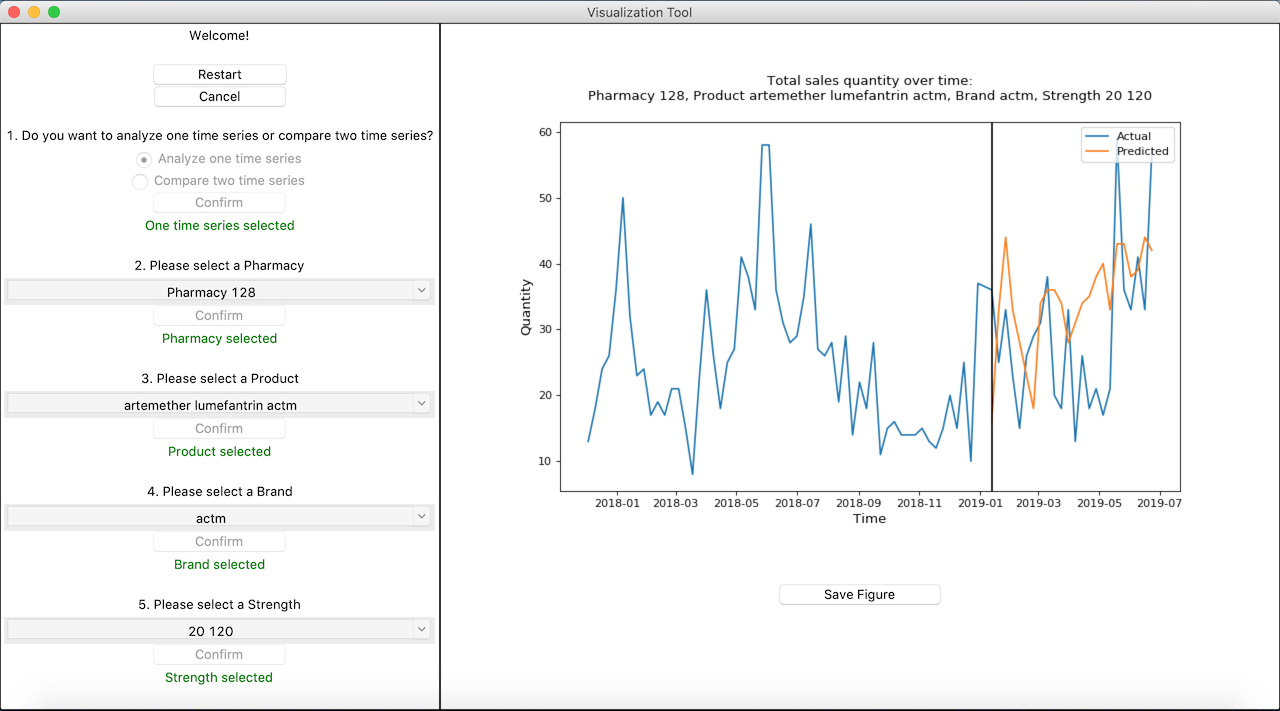 Visualization Tool
Welcome!
Restart
Cancel
1. Do you want to analyze one time series or compare two time series?
Analyze one time series
Compare two time series
Confirm
One time series selected
2. Please select a Pharmacy
Pharmacy 128
Confirm
Pharmacy selected
3. Please select a Product
artemether lumefantrin actm
Confirm
Product selected
4. Please select a Brand
actm
Confirm
Brand selected
5. Please select a Strength
20 120
Confirm
Strength selected
Total sales quantity over time:
Pharmacy 128, Product artemether lumefantrin actm, Brand actm, Strength 20 120
Actual
Predicted
Quantity
60
50
40
30
20
10
2018-01 2018-03 2018-05 2018-07 2018-09 2018-11 2019-01 2019-03 2019-05 2019-07
Time
Save Figure